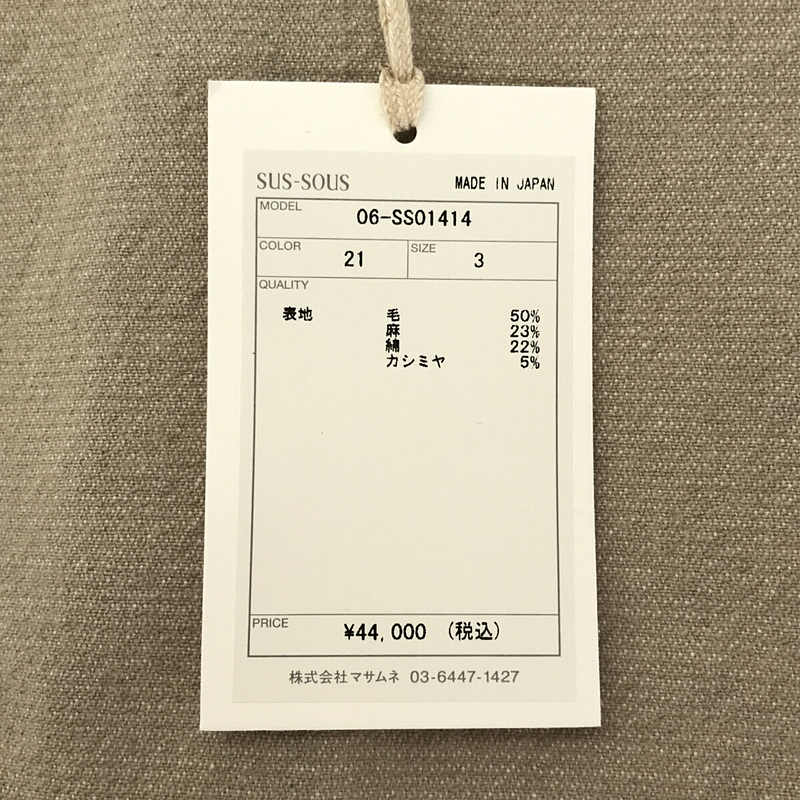 SUS-SOUS MADE IN JAPAN
MODEL 06-SS01414
COLOR 21 SIZE 3
QUALITY
表地 毛 50%
麻 23%
綿 22%
カシミヤ 5%
PRICE ¥44,000 (税込)
株式会社マサムネ 03-6447-1427